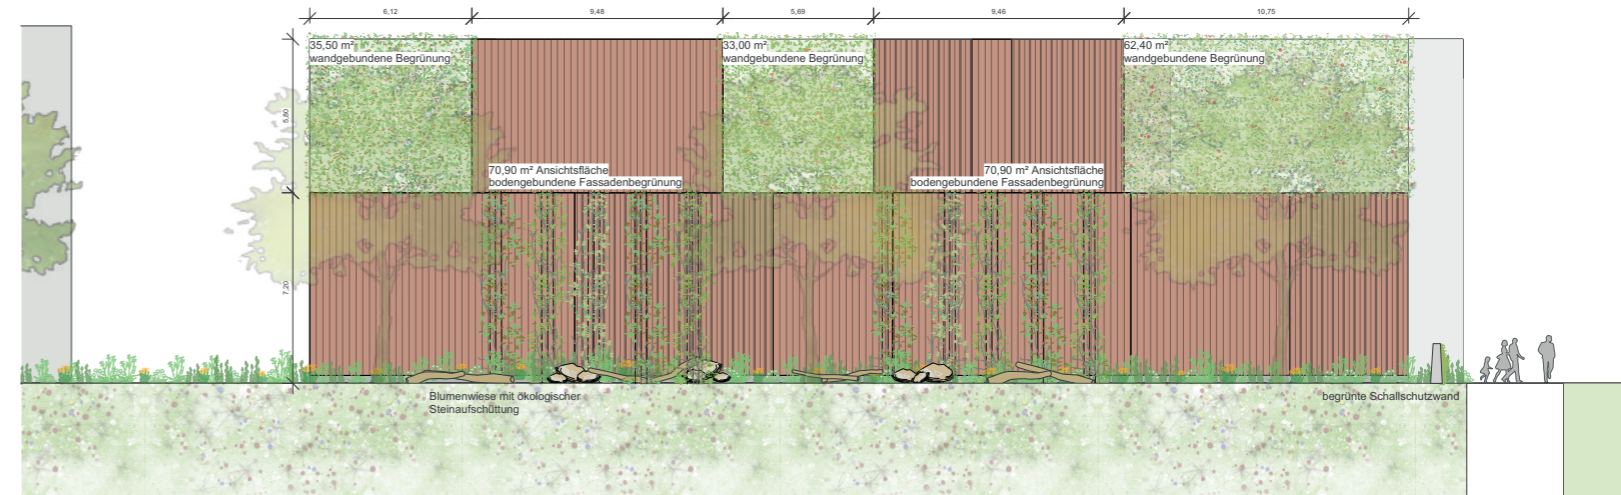 6,12
9,48
5,69
9,46
10,75
35,50 m²
wandgebundene Begrünung
33,00 m²
wandgebundene Begrünung
62,40 m²
wandgebundene Begrünung
5,80
70,90 m² Ansichtsfläche
bodengebundene Fassadenbegrünung
70,90 m² Ansichtsfläche
bodengebundene Fassadenbegrünung
7,20
Blumenwiese mit ökologischer
Steinaufschüttung
begrünte Schallschutzwand